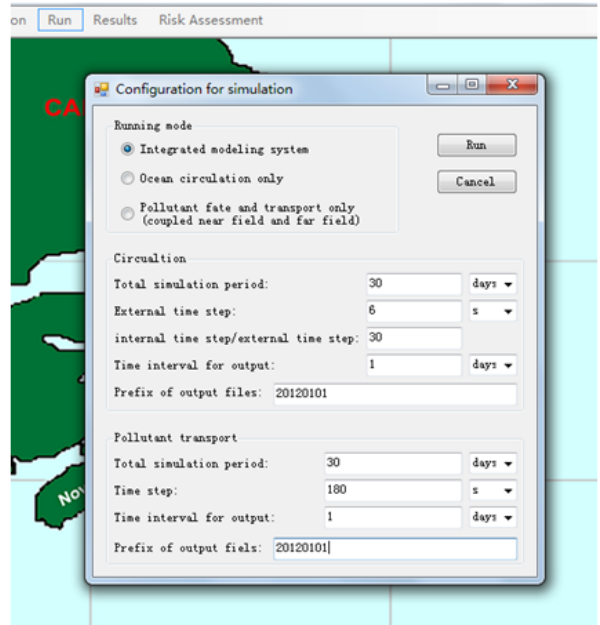 on Run Results Risk Assessment
CA
Configuration for simulation
Running mode
Integrated modeling system
Run
Ocean circulation only
Cancel
Pollutant fate and transport only
(coupled near field and far field)
Circualtion
Total simulation period: 30 days
External time step: 6 s
internal time step/external time step: 30
Time interval for output: 1 days
Prefix of output files: 20120101
Pollutant transport
Total simulation period: 30 days
Time step: 180 s
Time interval for output: 1 days
Prefix of output fiels: 20120101
Nov